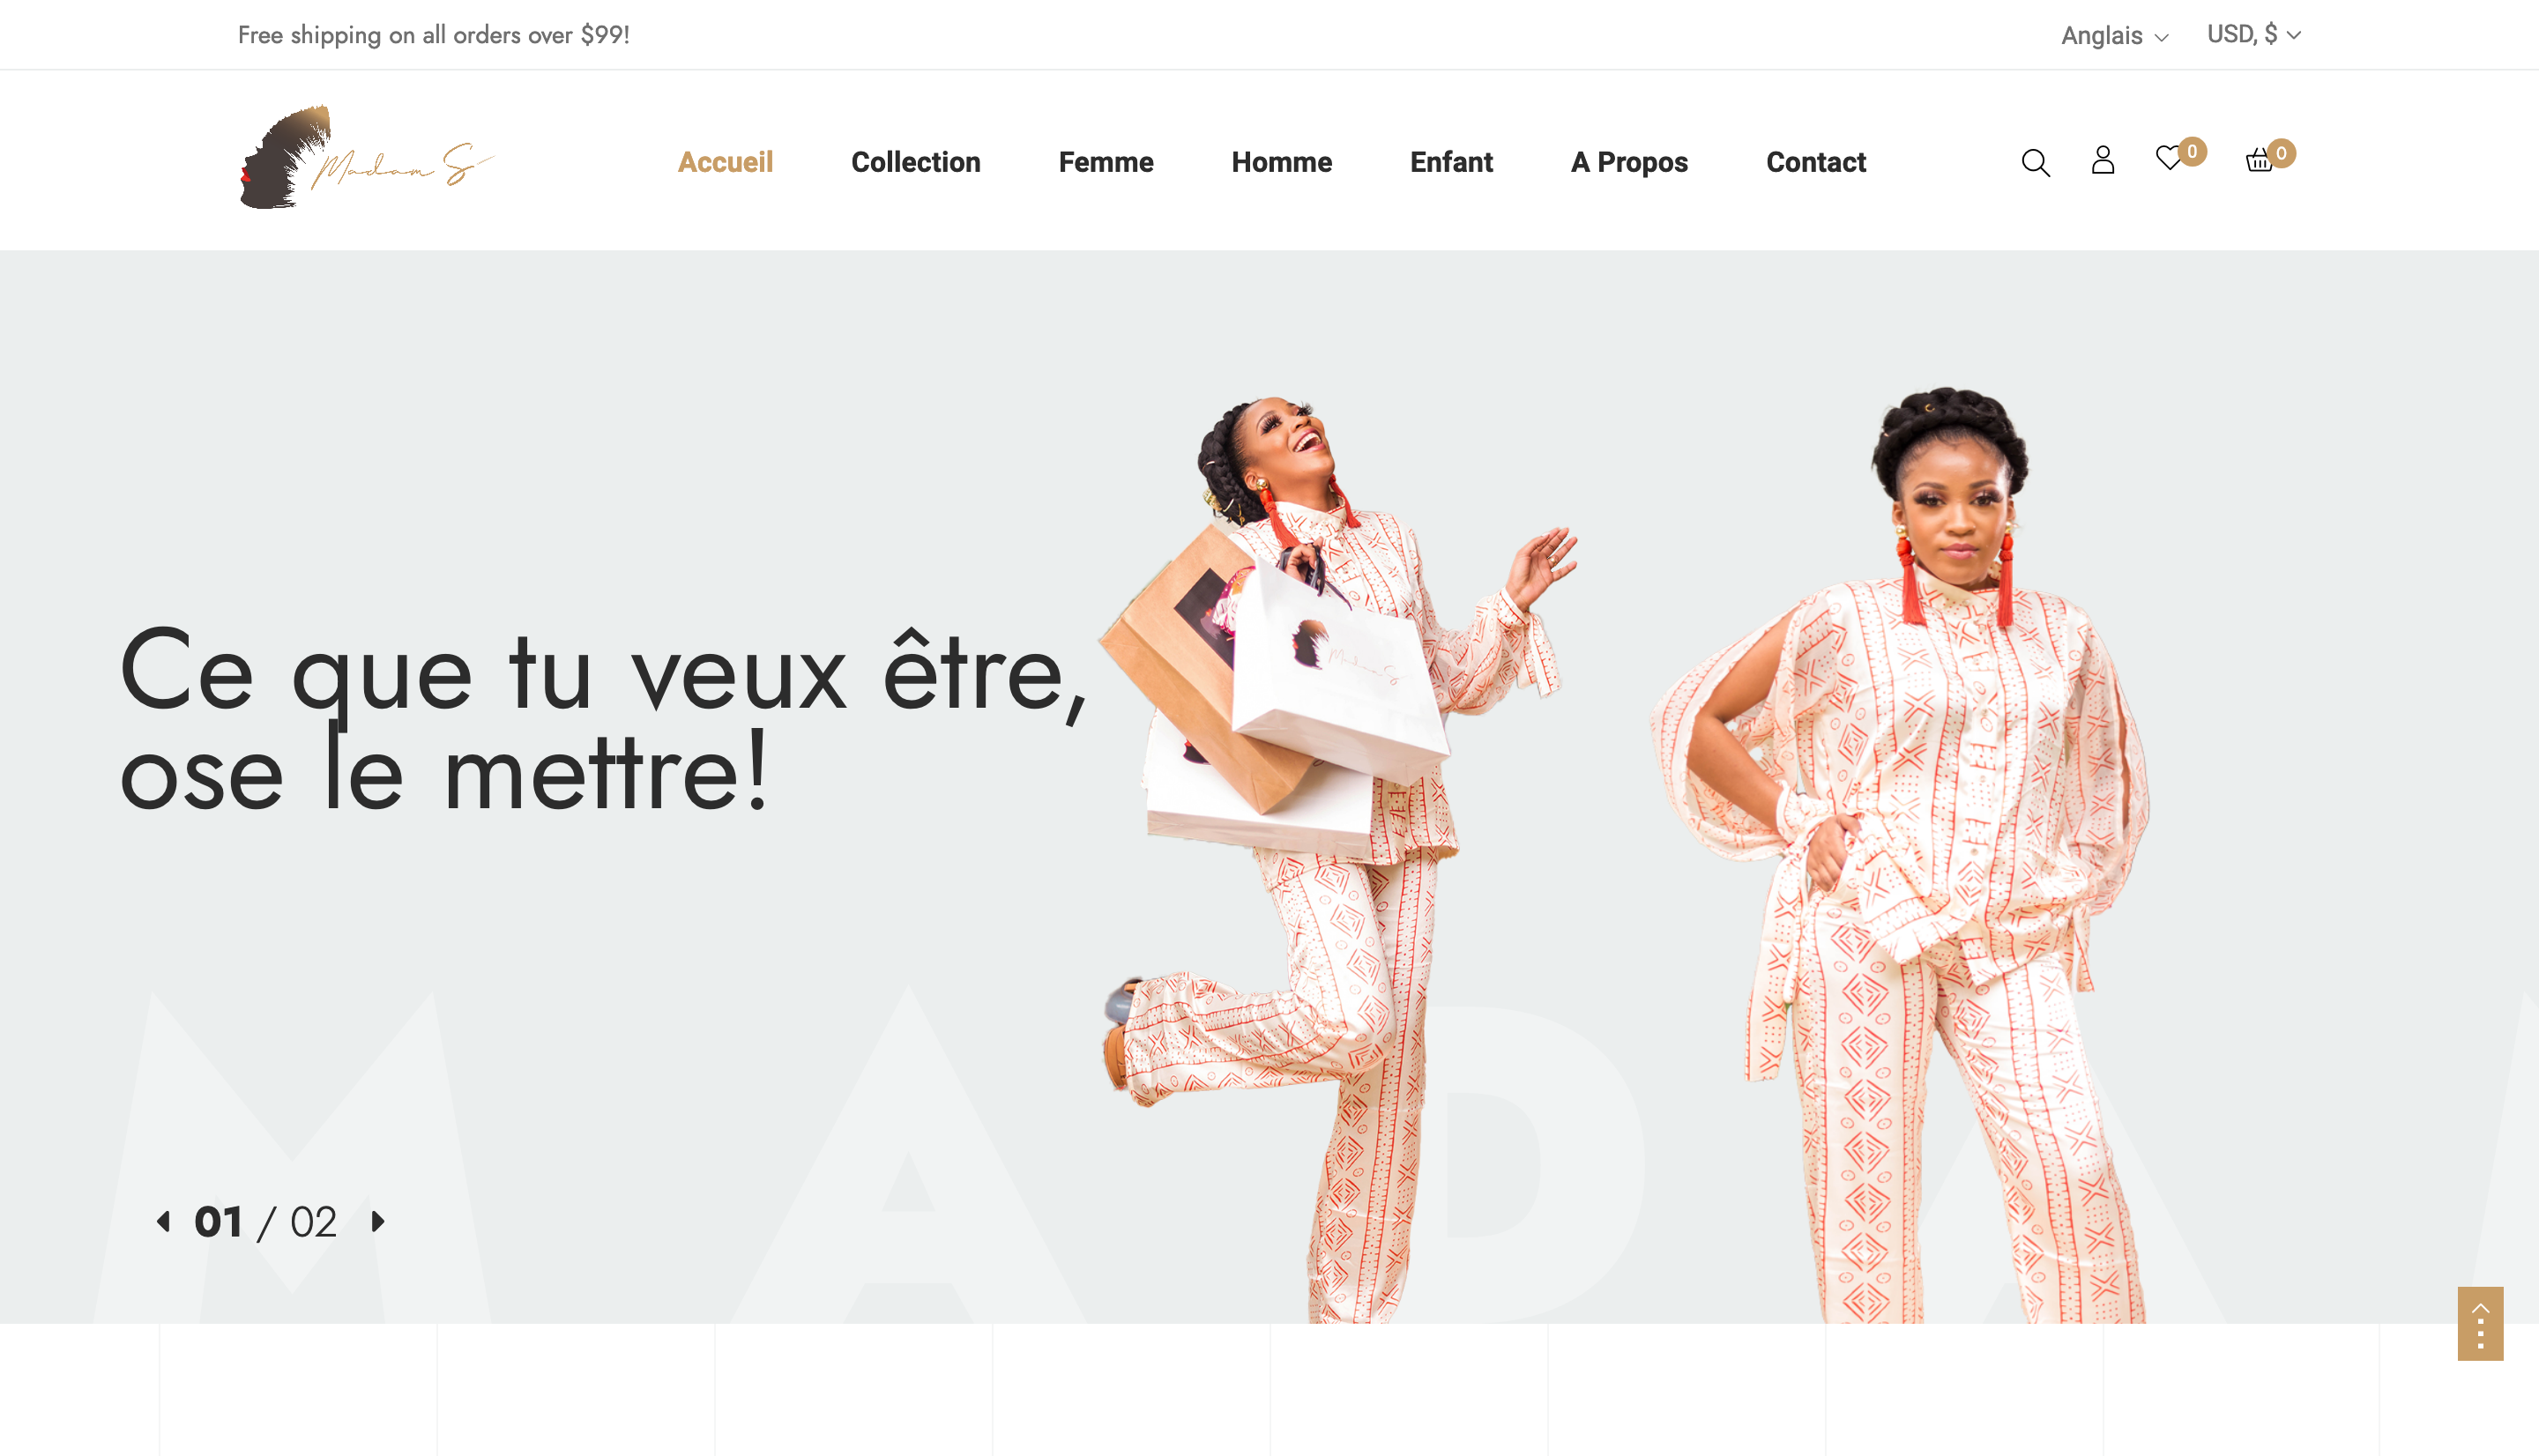 Free shipping on all orders over $99!
Anglais
USD, $
Madam S
Accueil
Collection
Femme
Homme
Enfant
A Propos
Contact
0
0
Ce que tu veux être,
ose le mettre!
Madam S
M A D A
01 / 02